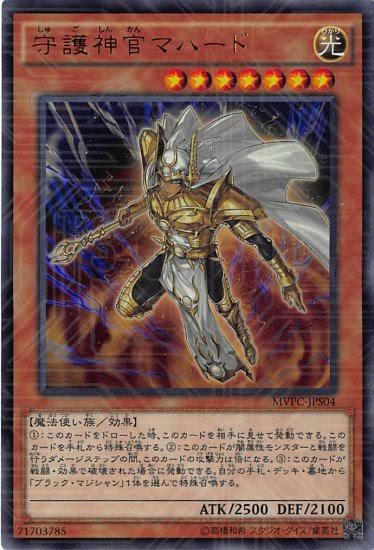 しゅ ご しん かん
守護神官マハード
ひかり
光
MVPC-JPS04
【魔法使い族／効果】
①：このカードをドローした時、このカードを相手に見せて発動できる。
このカードを手札から特殊召喚する。②：このカードが闇属性モンスターと戦闘
を行うダメージステップの間、このカードの攻撃力は倍になる。③：このカードが
戦闘・効果で破壊された場合に発動できる。自分の手札・デッキ・墓地から
「ブラック・マジシャン」1体を選んで特殊召喚する。
ATK/2500 DEF/2100
71703785
©高橋和希 スタジオ・ダイス/集英社